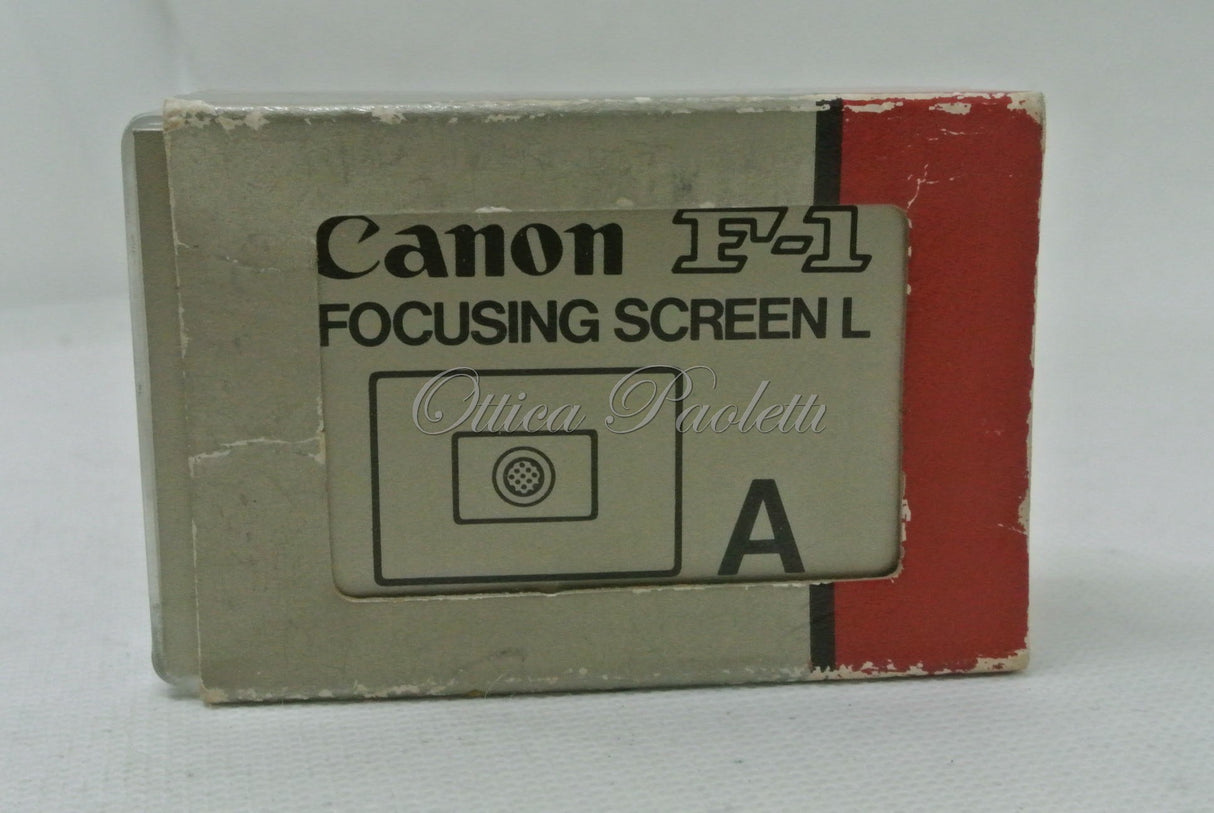 Canon F-1
FOCUSING SCREEN L
Ottica Paoletti
A